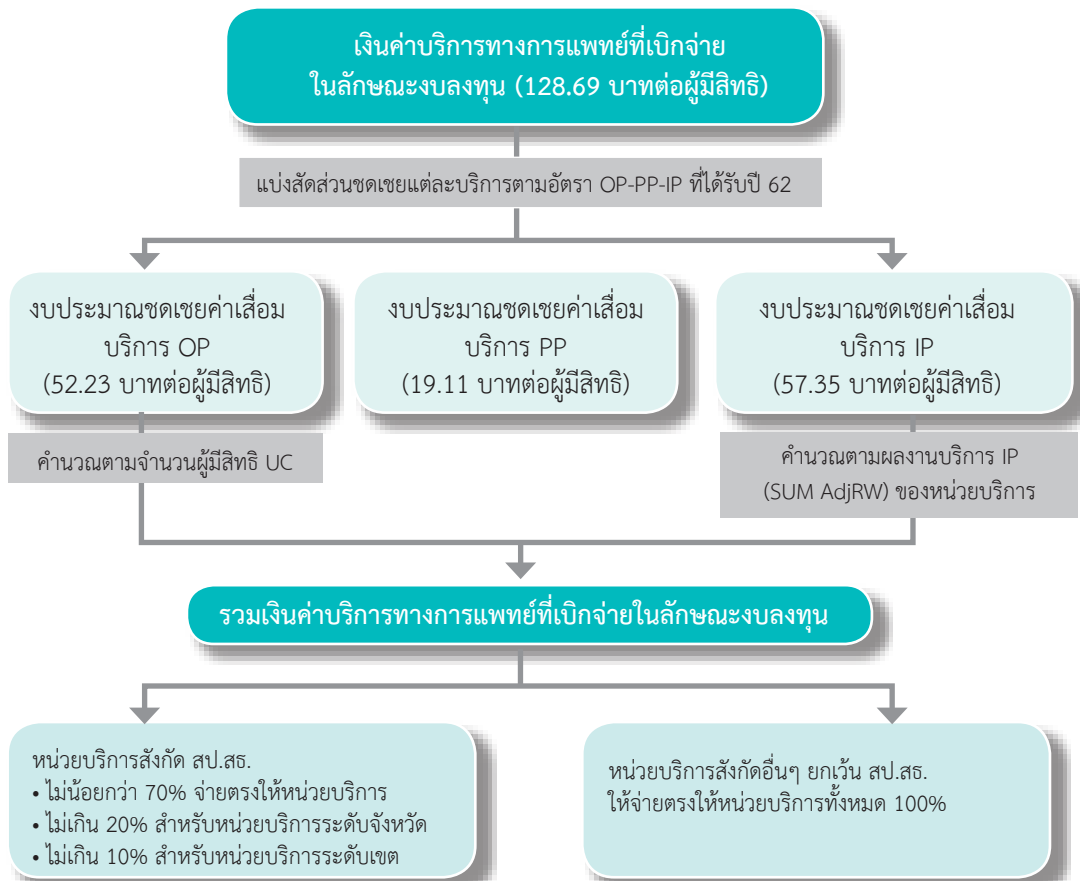 เงินค่าบริการทางการแพทย์ที่เบิกจ่าย
ในลักษณะงบลงทุน (128.69 บาทต่อผู้มีสิทธิ)
แบ่งสัดส่วนชดเชยแต่ละบริการตามอัตรา OP-PP-IP ที่ได้รับปี 62
งบประมาณชดเชยค่าเสื่อม
บริการ OP
(52.23 บาทต่อผู้มีสิทธิ)
งบประมาณชดเชยค่าเสื่อม
บริการ PP
(19.11 บาทต่อผู้มีสิทธิ)
งบประมาณชดเชยค่าเสื่อม
บริการ IP
(57.35 บาทต่อผู้มีสิทธิ)
คำนวณตามจำนวนผู้มีสิทธิ UC
คำนวณตามผลงานบริการ IP
(SUM AdjRW) ของหน่วยบริการ
รวมเงินค่าบริการทางการแพทย์ที่เบิกจ่ายในลักษณะงบลงทุน
หน่วยบริการสังกัด สป.สธ.
• ไม่น้อยกว่า 70% จ่ายตรงให้หน่วยบริการ
• ไม่เกิน 20% สำหรับหน่วยบริการระดับจังหวัด
• ไม่เกิน 10% สำหรับหน่วยบริการระดับเขต
หน่วยบริการสังกัดอื่นๆ ยกเว้น สป.สธ.
ให้จ่ายตรงให้หน่วยบริการทั้งหมด 100%